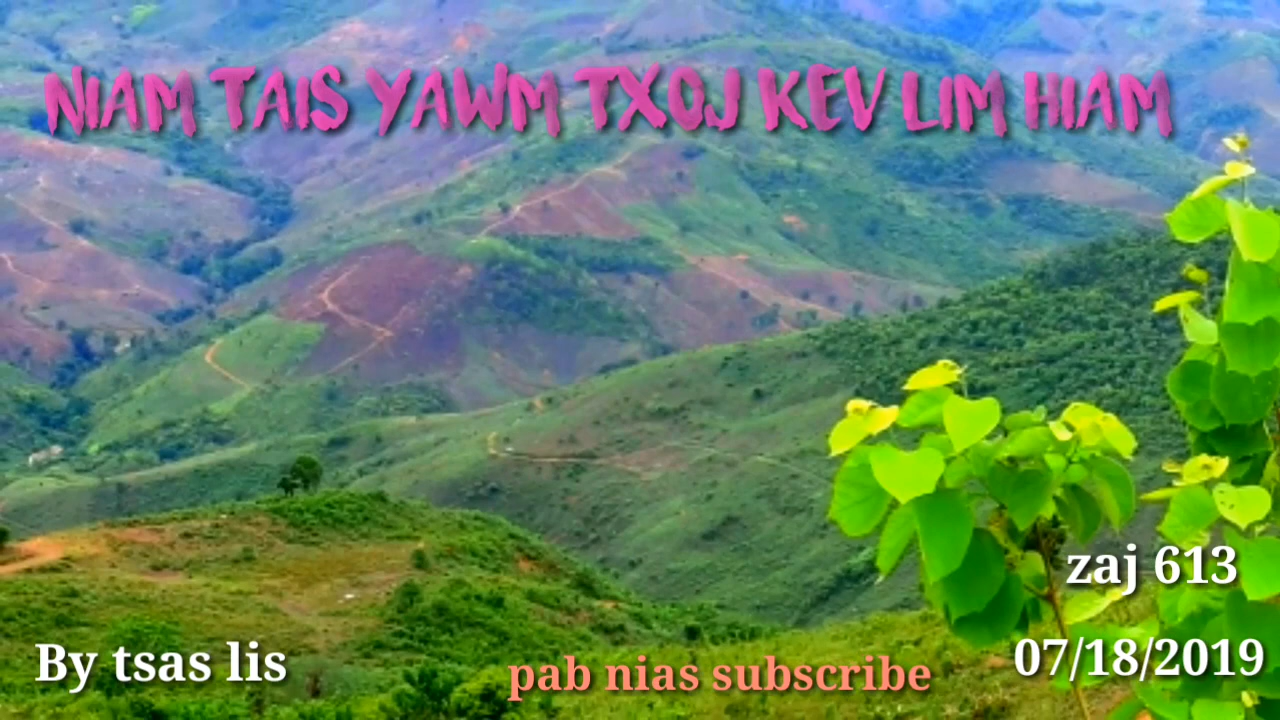 NIAM TAIS YAWM TXOJ KEV LIM HIAM
zaj 613
By tsas lis
pab nias subscribe
07/18/2019